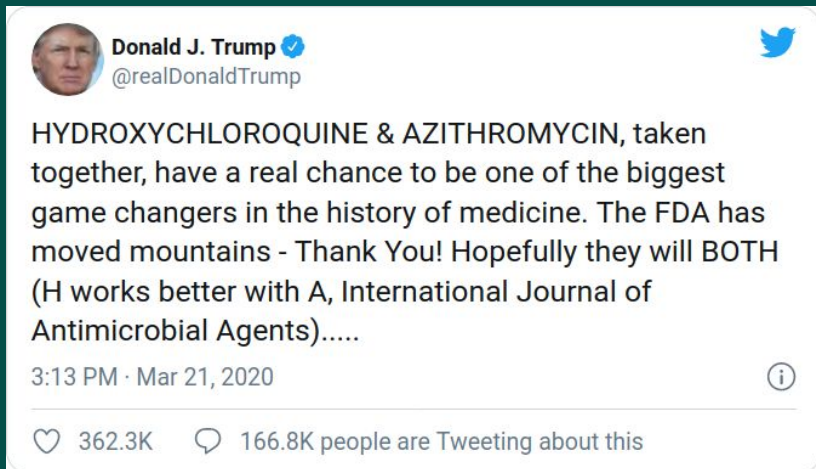 Donald J. Trump
@realDonaldTrump
HYDROXYCHLOROQUINE & AZITHROMYCIN, taken
together, have a real chance to be one of the biggest
game changers in the history of medicine. The FDA has
moved mountains - Thank You! Hopefully they will BOTH
(H works better with A, International Journal of
Antimicrobial Agents).....
3:13 PM · Mar 21, 2020
362.3K 166.8K people are Tweeting about this